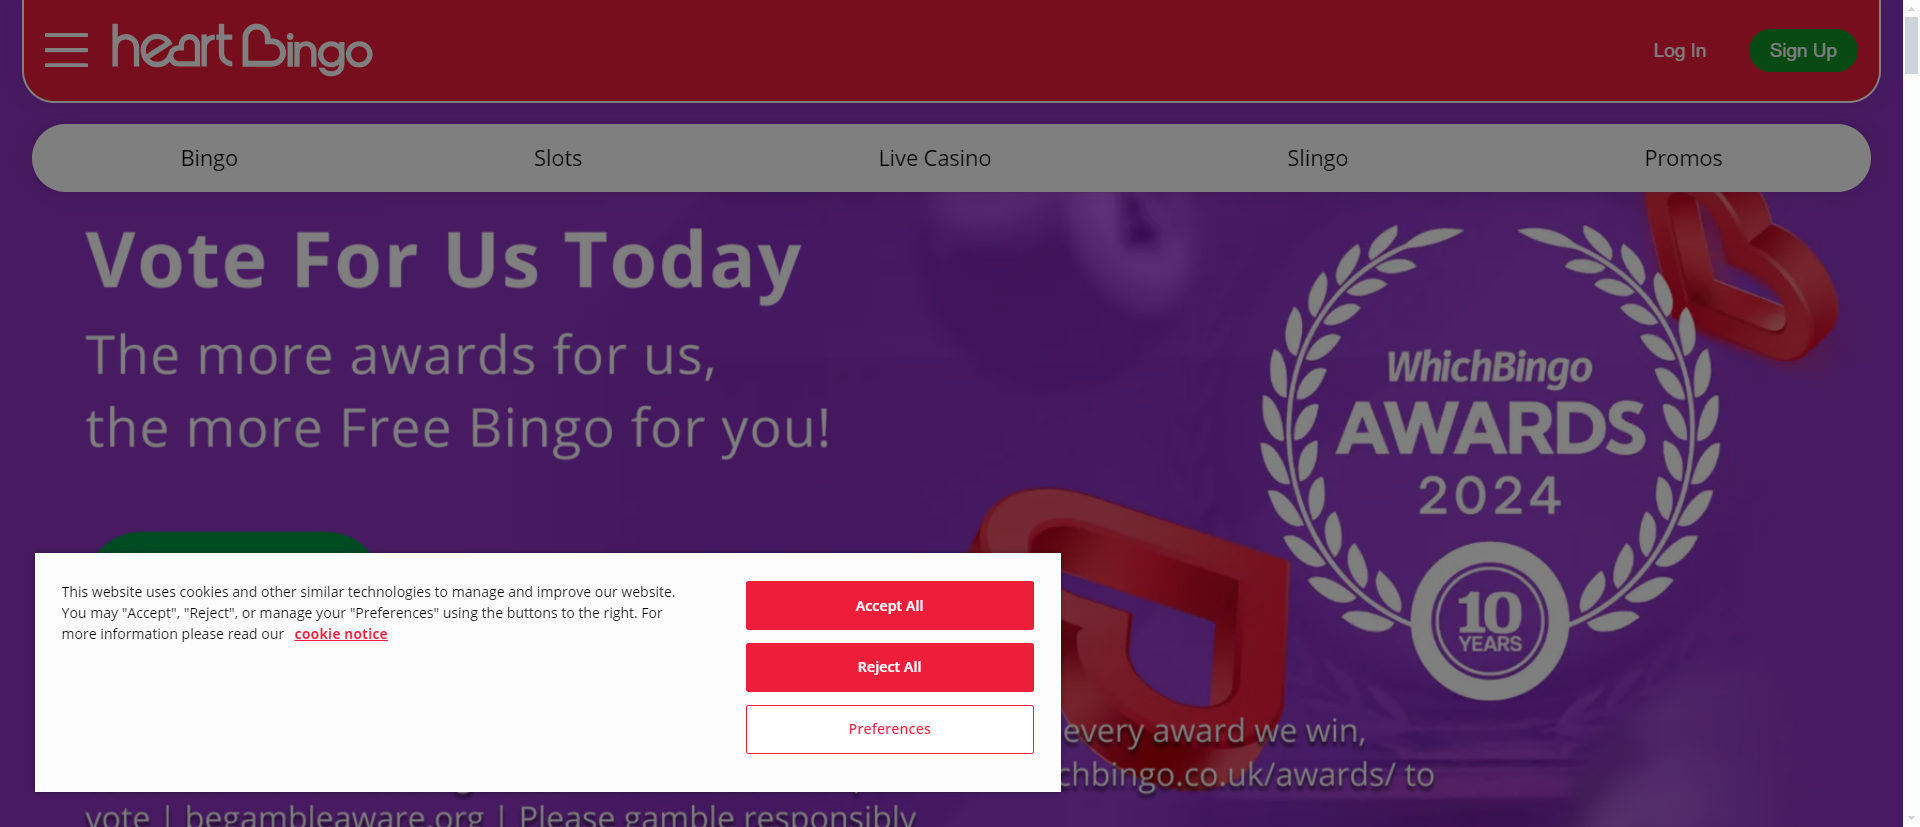 heart Bingo
Log In
Sign Up
Bingo
Slots
Live Casino
Slingo
Promos
Vote For Us Today
The more awards for us,
the more Free Bingo for you!
WhichBingo
AWARDS
2024
10
YEARS
This website uses cookies and other similar technologies to manage and improve our website.
You may "Accept", "Reject", or manage your "Preferences" using the buttons to the right. For
more information please read our cookie notice
Accept All
Reject All
Preferences
every award we win,
chbingo.co.uk/awards/ to
vote | begambleaware.org | Please gamble responsibly